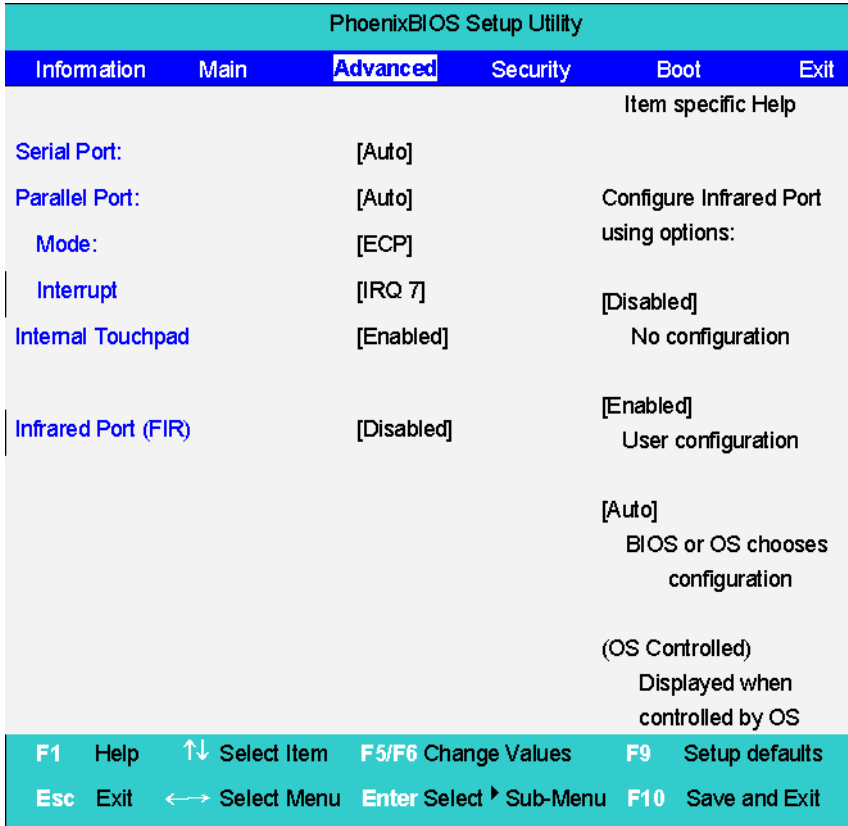 PhoenixBIOS Setup Utility
Information Main Advanced Security Boot Exit
Item specific Help
Serial Port: [Auto]
Parallel Port: [Auto]
Mode: [ECP]
Interrupt [IRQ 7]
Internal Touchpad [Enabled]
Infrared Port (FIR) [Disabled]
Configure Infrared Port
using options:
[Disabled]
No configuration
[Enabled]
User configuration
[Auto]
BIOS or OS chooses
configuration
(OS Controlled)
Displayed when
controlled by OS
F1 Help ↑↓ Select Item F5/F6 Change Values F9 Setup defaults
Esc Exit ←→ Select Menu Enter Select ▶ Sub-Menu F10 Save and Exit